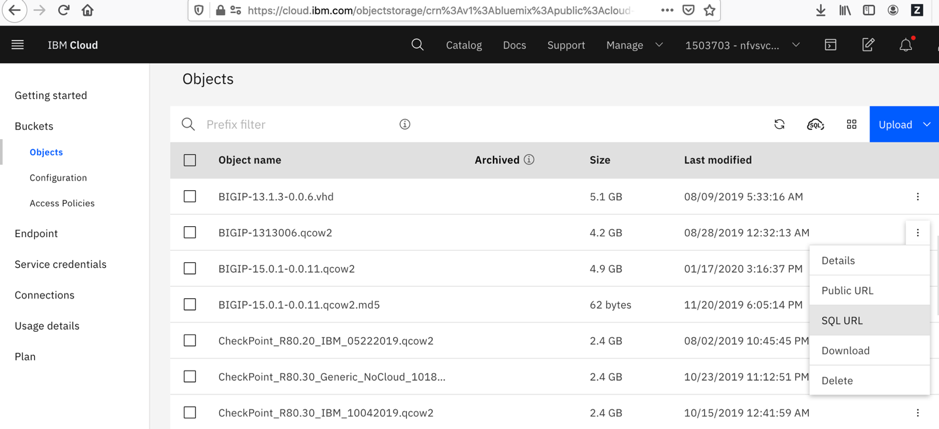 https://cloud.ibm.com/objectstorage/crn%3Av1%3Abluemix%3Apublic%3Acloud-
Z
IBM Cloud
Catalog Docs Support Manage 1503703 - nfvsvc...
Objects
Getting started
Buckets
Objects
Configuration
Access Policies
Endpoint
Service credentials
Connections
Usage details
Plan
Prefix filter
SQL
Upload
Object name Archived Size Last modified
BIGIP-13.1.3-0.0.6.vhd 5.1 GB 08/09/2019 5:33:16 AM
BIGIP-1313006.qcow2 4.2 GB 08/28/2019 12:32:13 AM
BIGIP-15.0.1-0.0.11.qcow2 4.9 GB 01/17/2020 3:16:37 PM
BIGIP-15.0.1-0.0.11.qcow2.md5 62 bytes 11/20/2019 6:05:14 PM
CheckPoint_R80.20_IBM_05222019.qcow2 2.4 GB 08/02/2019 10:45:45 PM
CheckPoint_R80.30_Generic_NoCloud_1018... 2.4 GB 10/23/2019 11:12:51 PM
CheckPoint_R80.30_IBM_10042019.qcow2 2.4 GB 10/15/2019 12:41:59 AM
Details
Public URL
SQL URL
Download
Delete